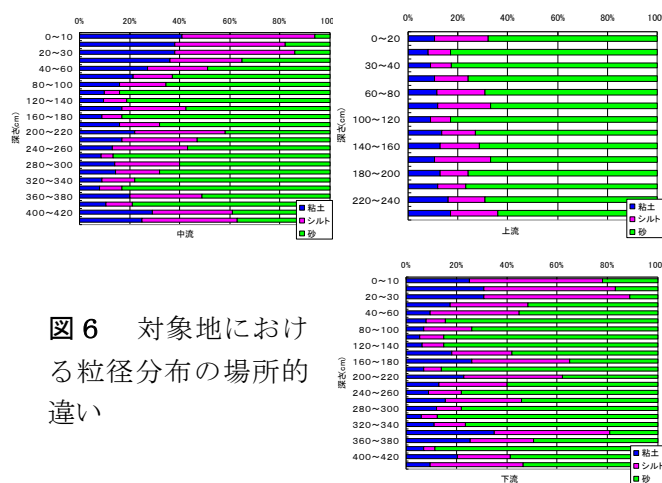 0% 20% 40% 60% 80% 100%
0～10
20～30
40～60
80～100
120～140
160～180
200～220
240～260
280～300
320～340
360～380
400～420
深さ(cm)
中流
粘土
シルト
砂
0% 20% 40% 60% 80% 100%
0～20
30～40
60～80
100～120
140～160
180～200
220～240
深さ(cm)
上流
粘土
シルト
砂
図6 対象地におけ
る粒径分布の場所的
違い
0% 20% 40% 60% 80% 100%
0～10
20～30
40～60
80～100
120～140
160～180
200～220
240～260
280～300
320～340
360～380
400～420
深さ(cm)
下流
粘土
シルト
砂